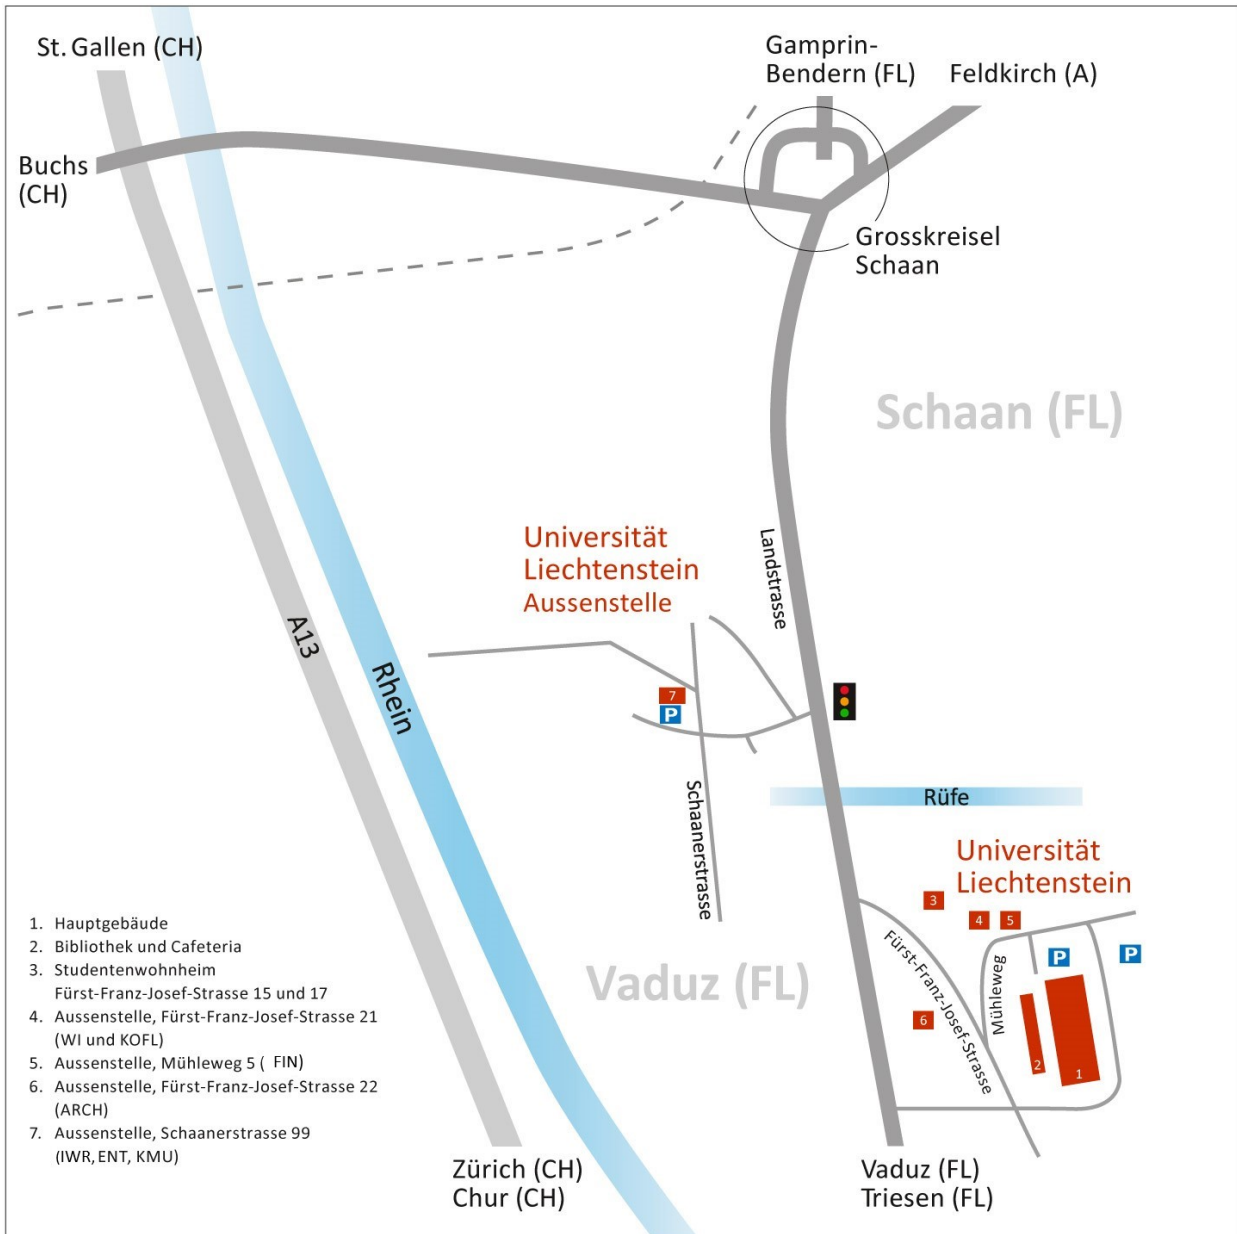 St. Gallen (CH)
Gamprin-
Bendern (FL)
Feldkirch (A)
Buchs
(CH)
Grosskreisel
Schaan
Schaan (FL)
Landstrasse
Universität
Liechtenstein
Aussenstelle
A13
Rhein
7
P
Schaanerstrasse
Rüfe
Universität
Liechtenstein
3
4
5
P
P
Fürst-Franz-Josef-Strasse
Mühleweg
6
2
1
Vaduz (FL)
1. Hauptgebäude
2. Bibliothek und Cafeteria
3. Studentenwohnheim
Fürst-Franz-Josef-Strasse 15 und 17
4. Aussenstelle, Fürst-Franz-Josef-Strasse 21
(WI und KOFL)
5. Aussenstelle, Mühleweg 5 ( FIN)
6. Aussenstelle, Fürst-Franz-Josef-Strasse 22
(ARCH)
7. Aussenstelle, Schaanerstrasse 99
(IWR, ENT, KMU)
Zürich (CH)
Chur (CH)
Vaduz (FL)
Triesen (FL)